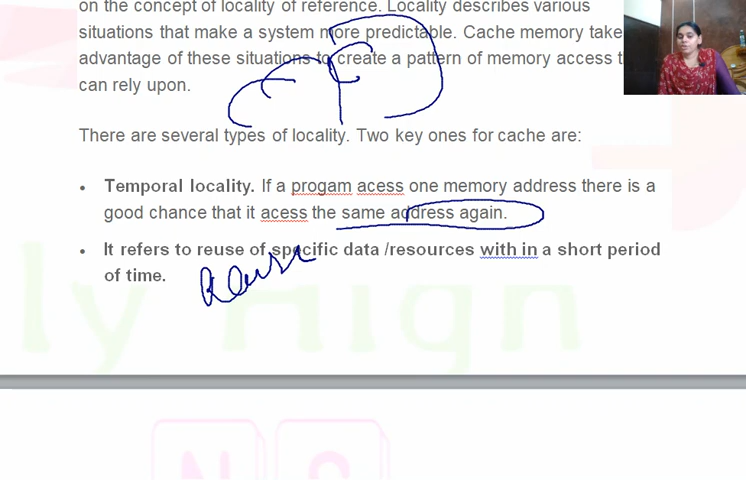 on the concept of locality of reference. Locality describes various
situations that make a system more predictable. Cache memory take
advantage of these situations to create a pattern of memory access t
can rely upon.
There are several types of locality. Two key ones for cache are:
• Temporal locality. If a progam acess one memory address there is a
good chance that it acess the same address again.
• It refers to reuse of specific data /resources with in a short period
of time.
ly High